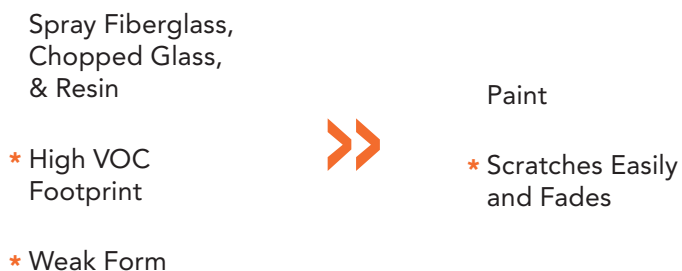 Spray Fiberglass,
Chopped Glass,
& Resin
* High VOC
Footprint
* Weak Form
»
Paint
* Scratches Easily
and Fades